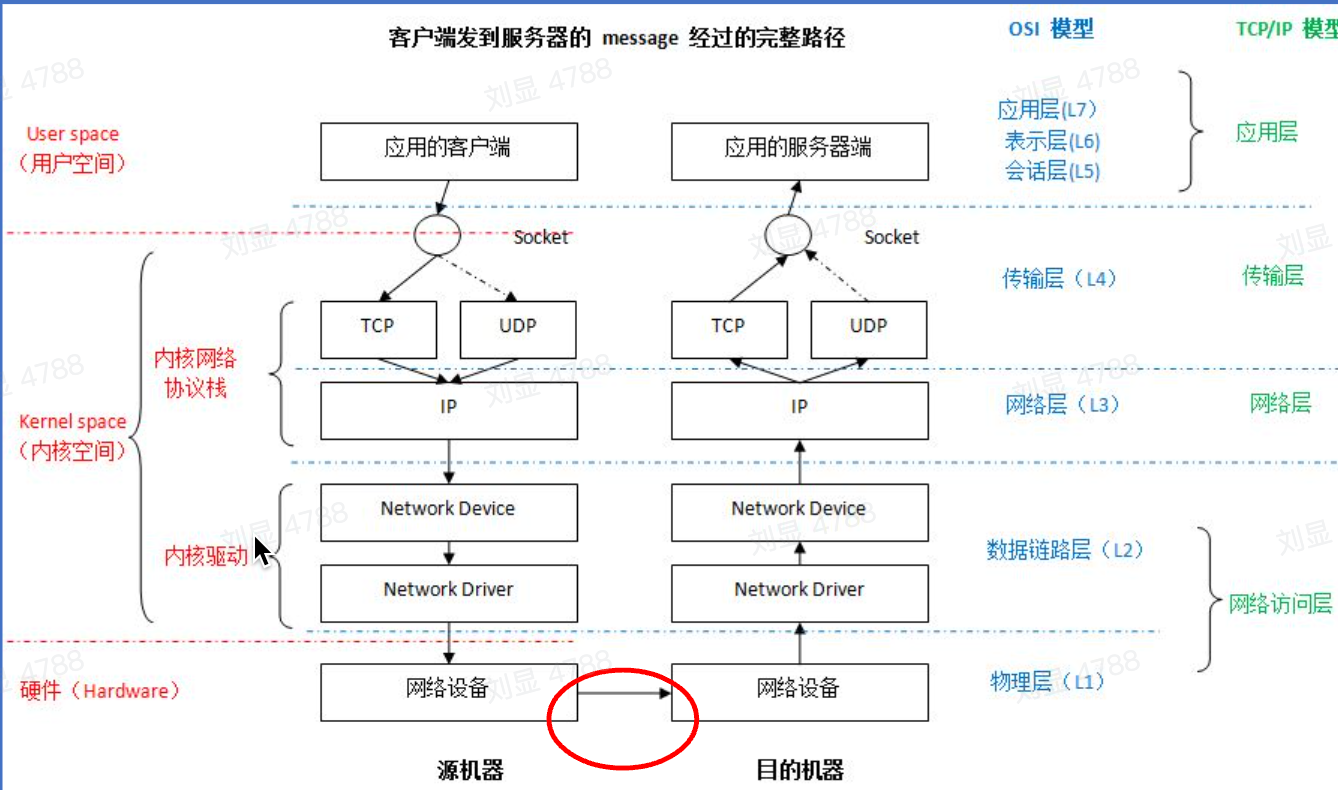 客户端发到服务器的 message 经过的完整路径
OSI 模型
TCP/IP 模型
User space
（用户空间）
应用的客户端
应用的服务器端
应用层(L7)
表示层(L6)
会话层(L5)
应用层
Socket
Socket
传输层（L4）
传输层
TCP
UDP
TCP
UDP
内核网络
协议栈
IP
IP
网络层（L3）
网络层
Kernel space
（内核空间）
Network Device
Network Device
内核驱动
数据链路层（L2）
Network Driver
Network Driver
网络访问层
硬件（Hardware）
网络设备
网络设备
物理层（L1）
源机器
目的机器
刘显 4788